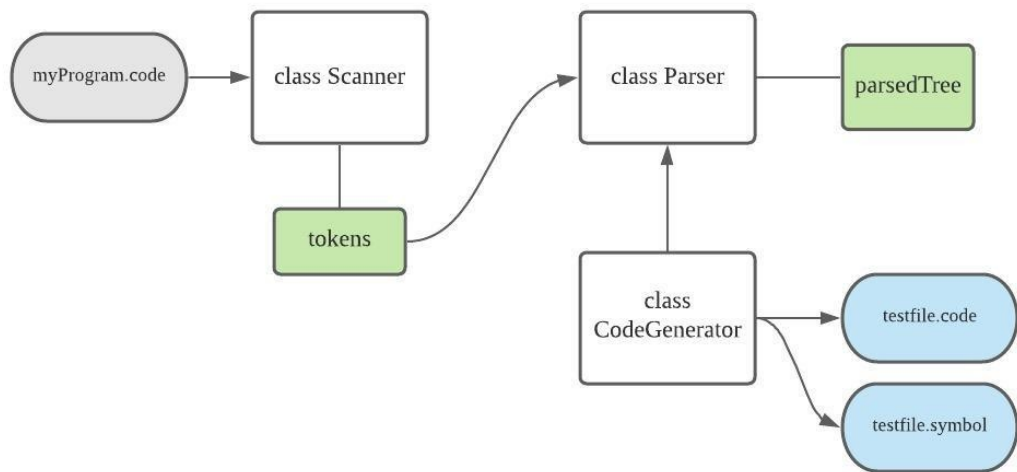 myProgram.code
class Scanner
class Parser
parsedTree
tokens
class
CodeGenerator
testfile.code
testfile.symbol